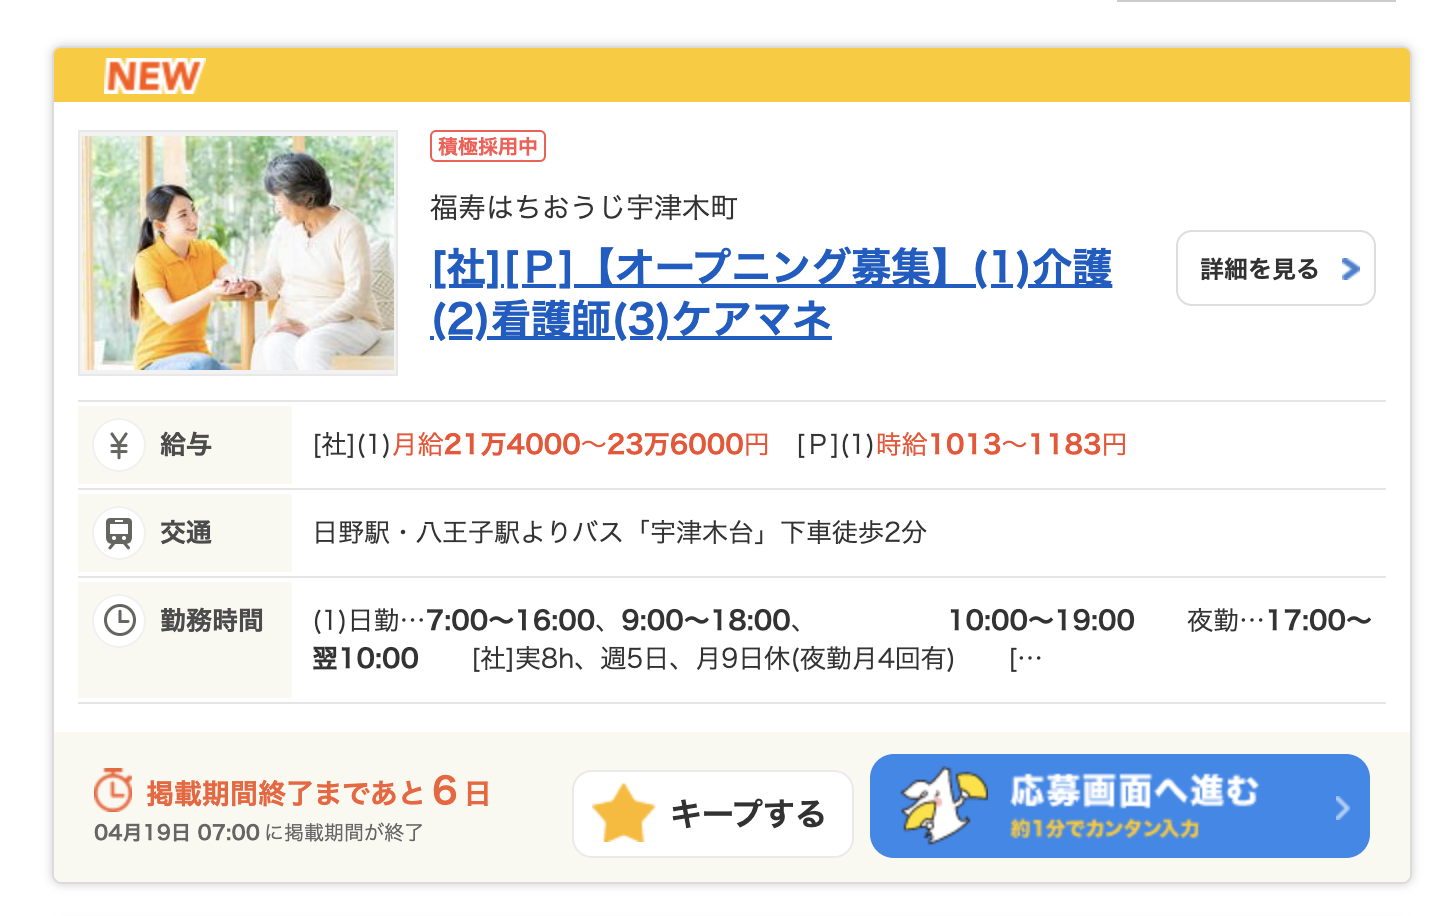 NEW
積極採用中
福寿はちおうじ宇津木町
[社][Ｐ]【オープニング募集】(1)介護
(2)看護師(3)ケアマネ
詳細を見る
給与
[社](1)月給21万4000～23万6000円　[Ｐ](1)時給1013～1183円
交通
日野駅・八王子駅よりバス「宇津木台」下車徒歩2分
勤務時間
(1)日勤…7:00～16:00、9:00～18:00、　　　　　10:00～19:00　　夜勤…17:00～
翌10:00　　[社]実8h、週5日、月9日休(夜勤月4回有)　　[…
掲載期間終了まであと6日
04月19日 07:00 に掲載期間が終了
キープする
応募画面へ進む
約1分でカンタン入力